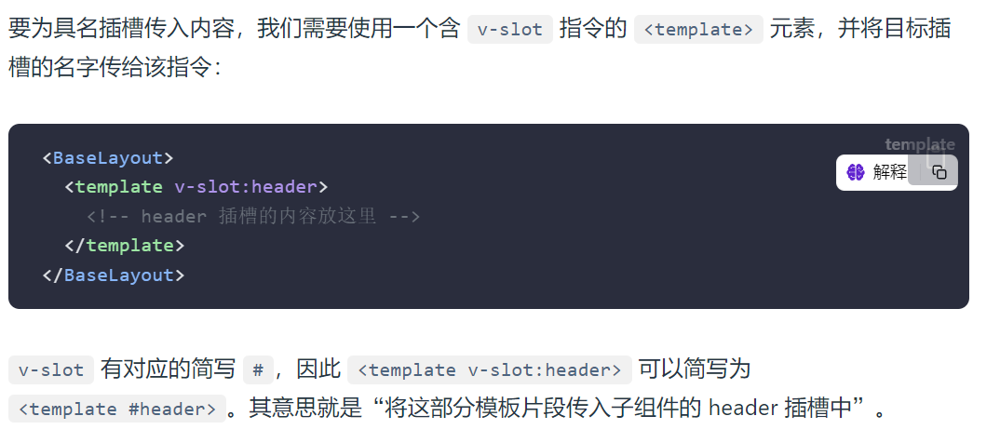 要为具名插槽传入内容，我们需要使用一个含 v-slot 指令的 <template> 元素，并将目标插
槽的名字传给该指令：
template
<BaseLayout>
<template v-slot:header>
解释
<!-- header 插槽的内容放这里 -->
</template>
</BaseLayout>
v-slot 有对应的简写 #，因此 <template v-slot:header> 可以简写为
<template #header>。其意思就是“将这部分模板片段传入子组件的 header 插槽中”。